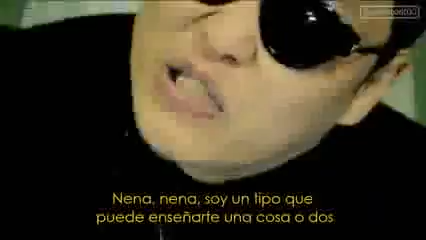 Nena, nena, soy un tipo que
puede enseñarte una cosa o dos